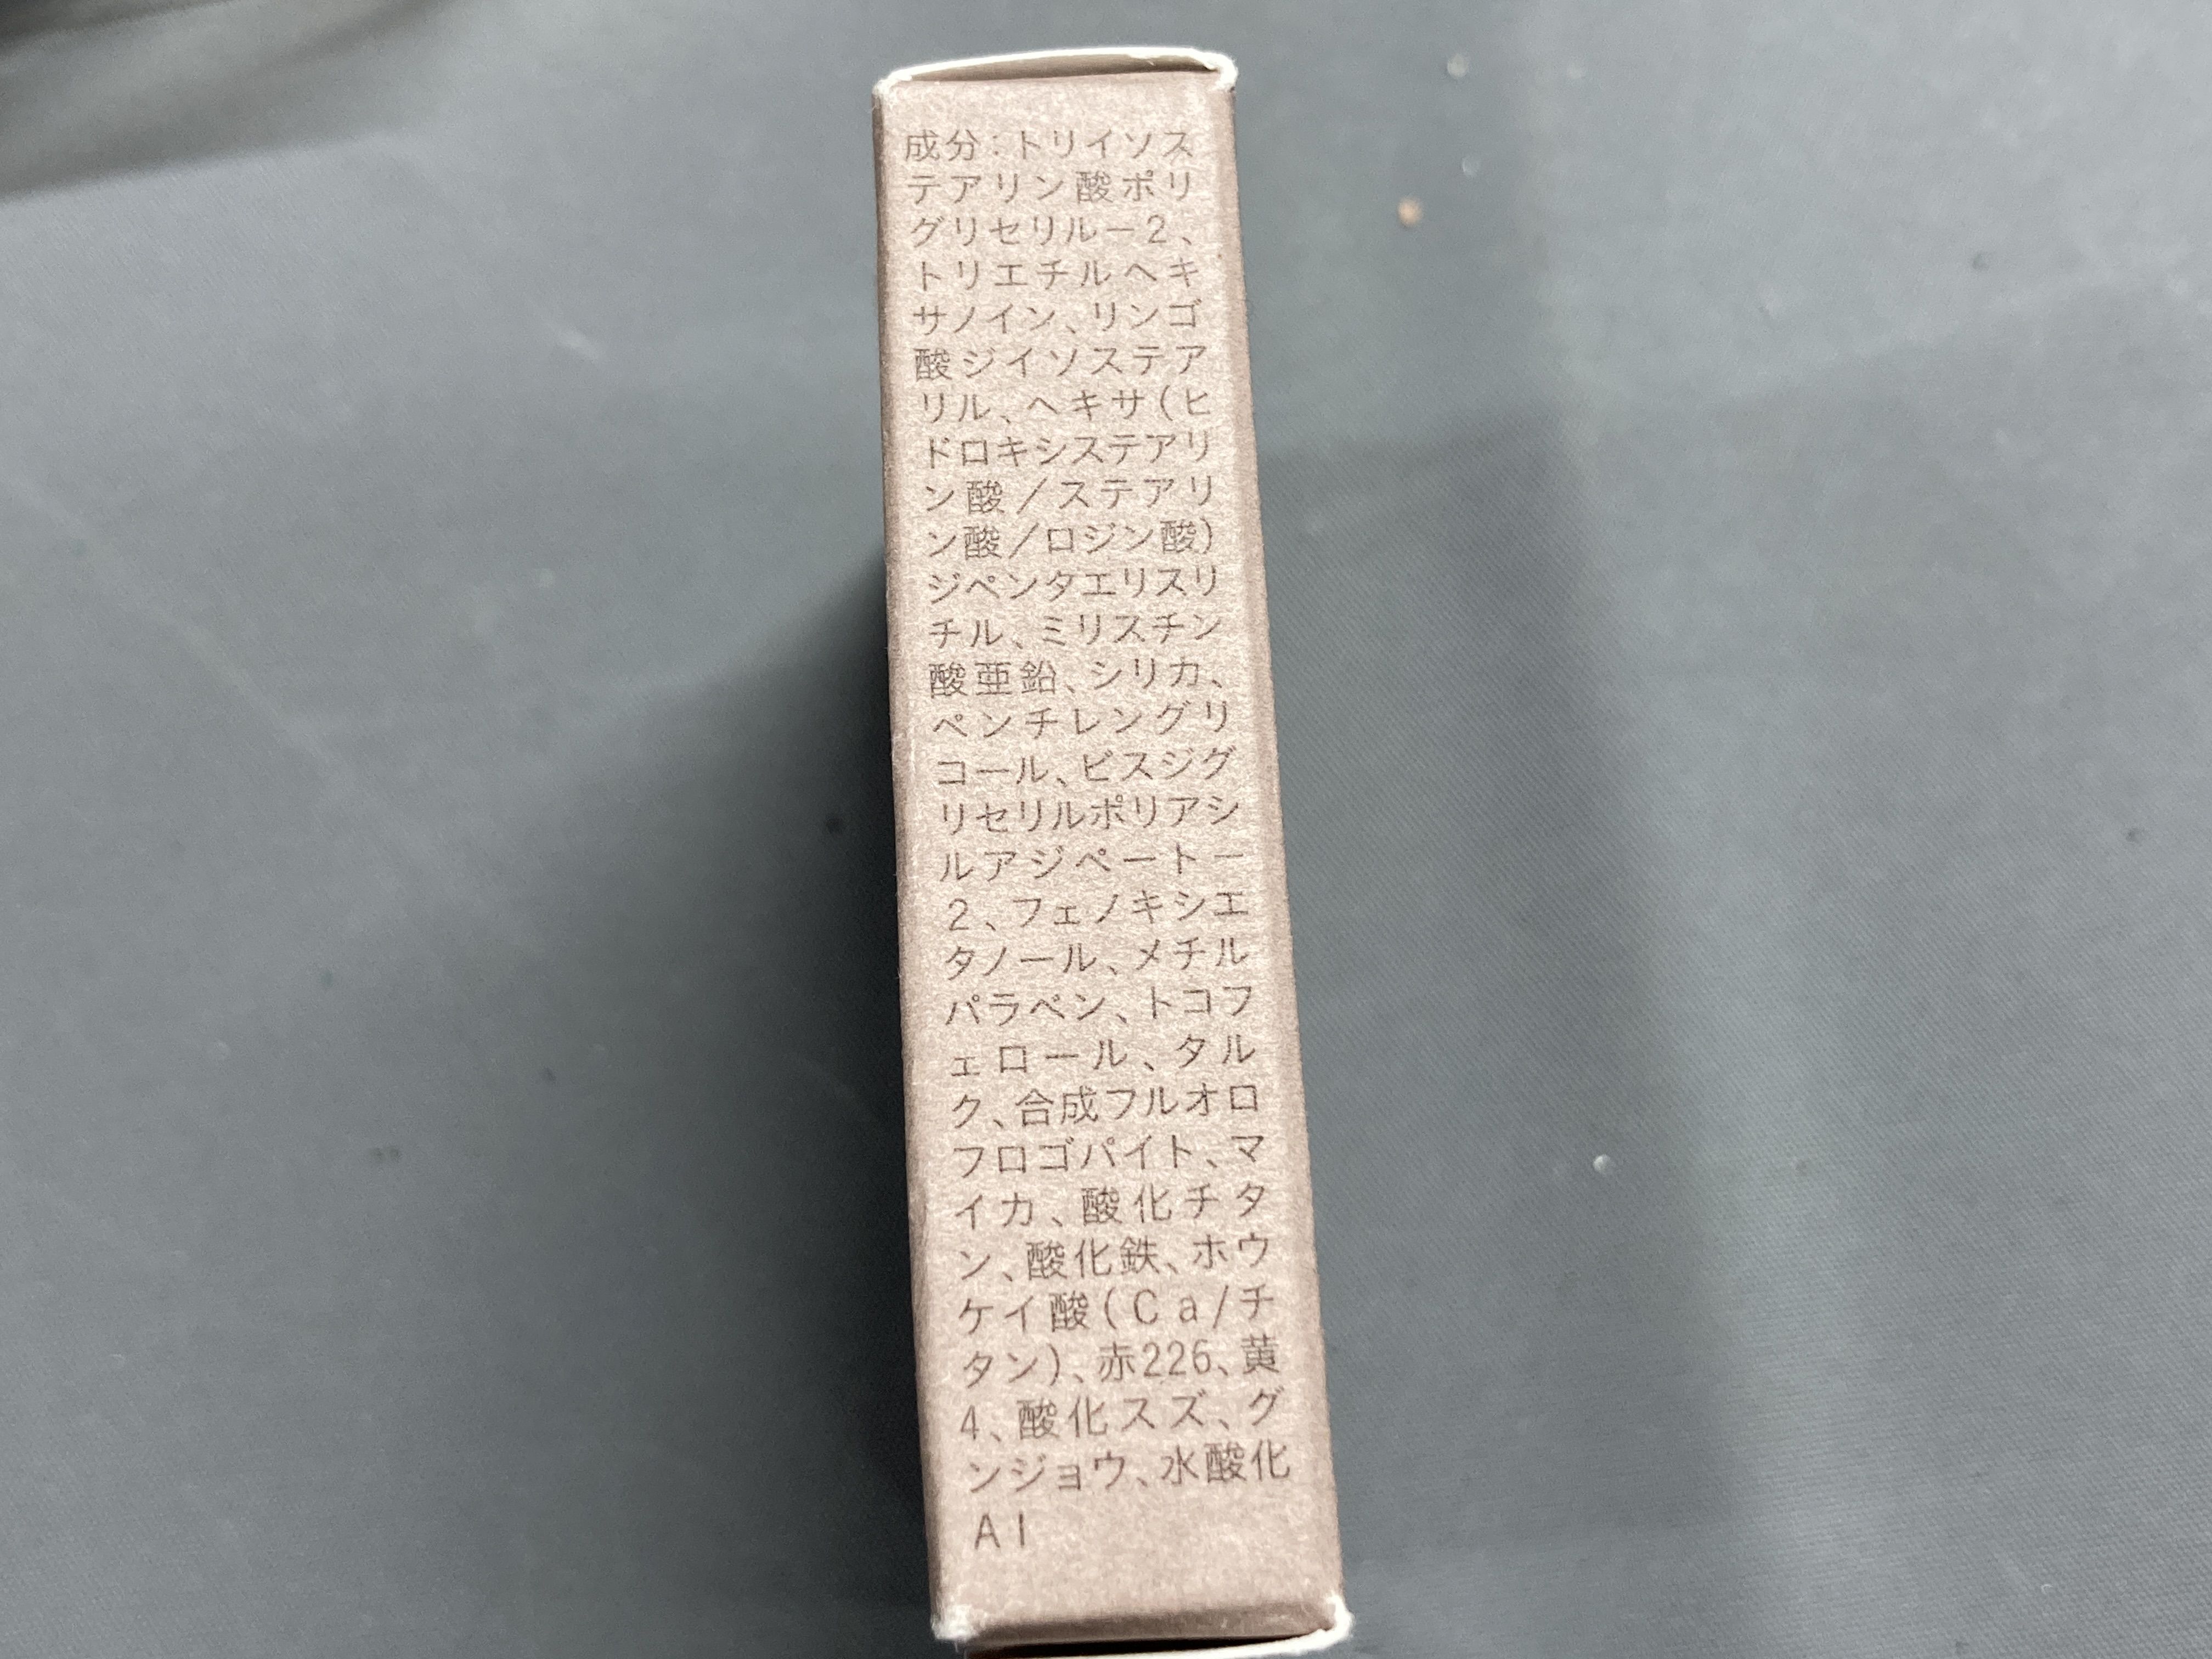 成分：トリイソス
テアリン酸ポリ
グリセリルー2、
トリエチルヘキ
サノイン、リンゴ
酸ジイソステア
リル、ヘキサ(ヒ
ドロキシステアリ
ン酸/ステアリ
ン酸/ロジン酸)
ジペンタエリスリ
チル、ミリスチン
酸亜鉛、シリカ、
ペンチレングリ
コール、ビスジグ
リセリルポリアシ
ルアジペートー
2、フェノキシエ
タノール、メチル
パラベン、トコフ
ェロール、タル
ク、合成フルオロ
フロゴパイト、マ
イカ、酸化チタ
ン、酸化鉄、ホウ
ケイ酸(Ca/チ
タン)、赤226、黄
4、酸化スズ、グ
ンジョウ、水酸化
Al